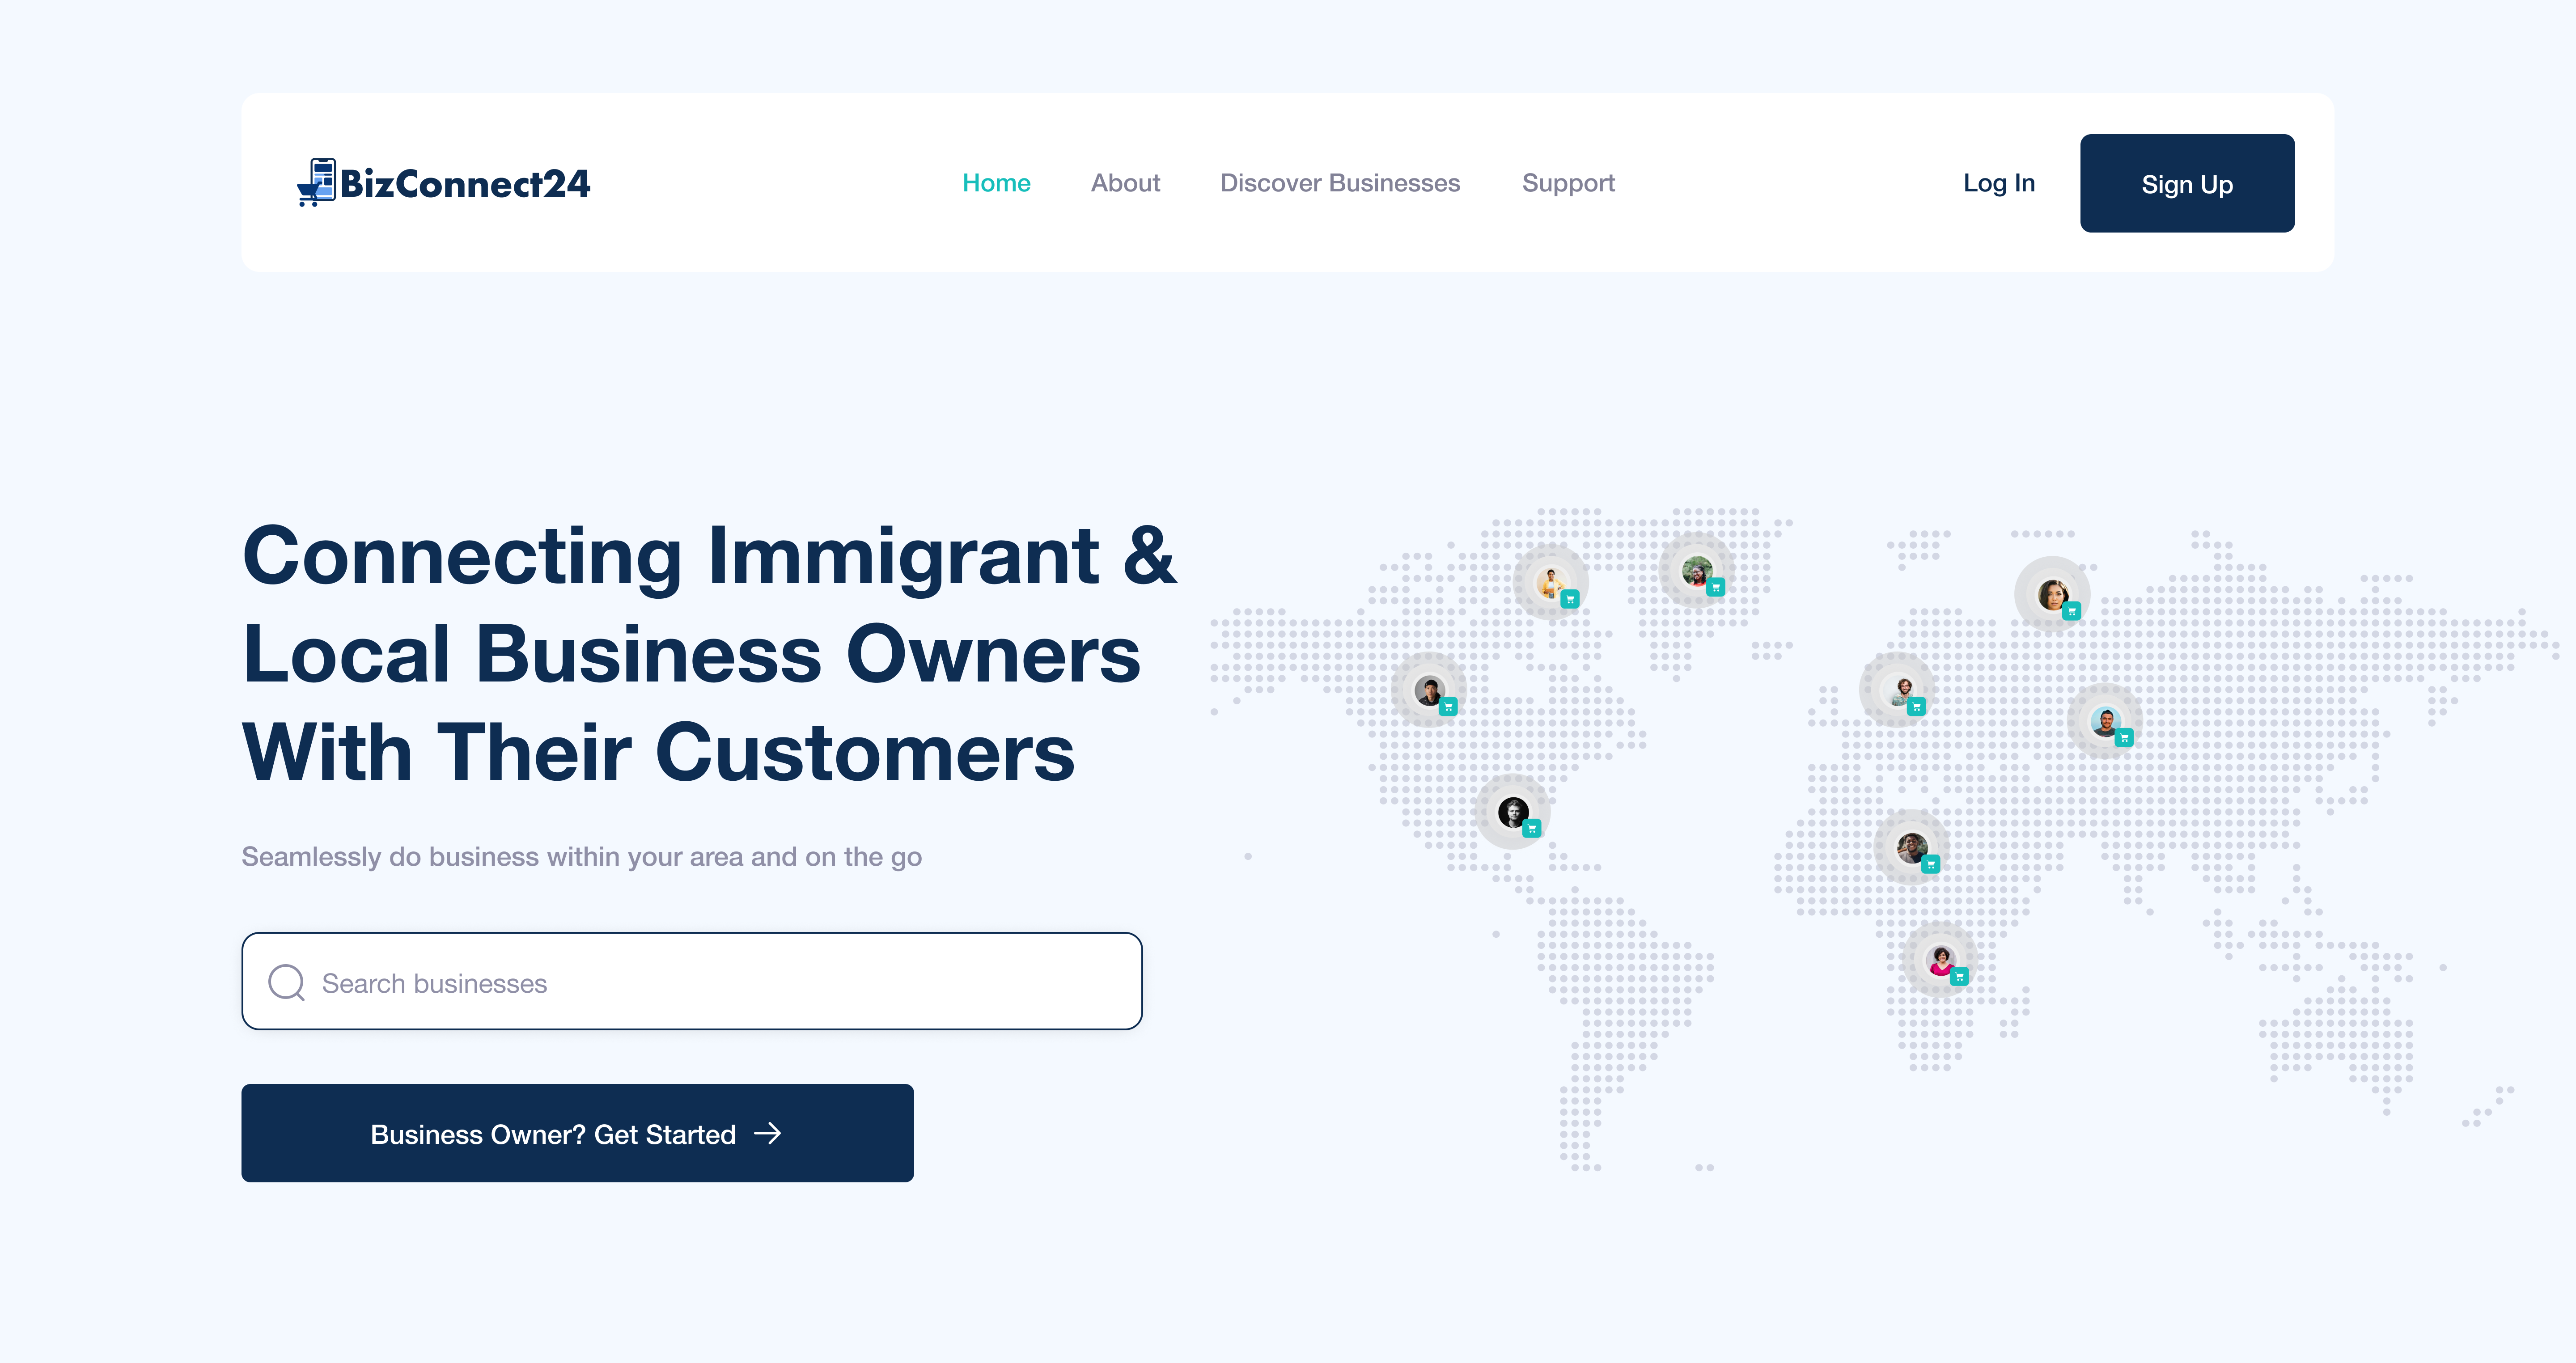 BizConnect24
Home About Discover Businesses Support
Log In Sign Up
Connecting Immigrant &
Local Business Owners
With Their Customers
Seamlessly do business within your area and on the go
Search businesses
Business Owner? Get Started